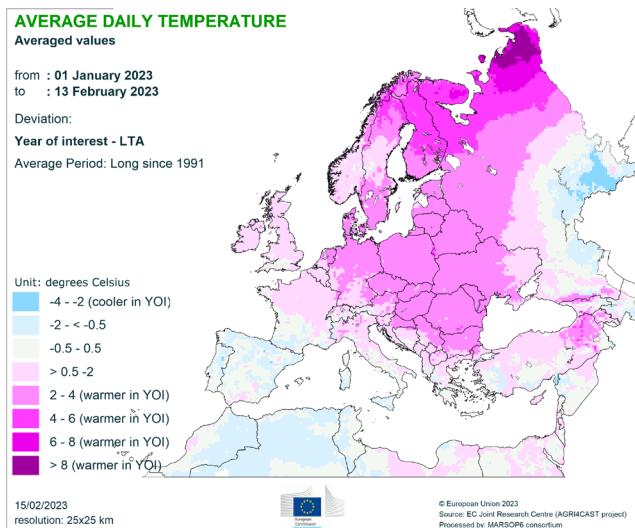 AVERAGE DAILY TEMPERATURE
Averaged values
from : 01 January 2023
to : 13 February 2023
Deviation:
Year of interest - LTA
Average Period: Long since 1991
Unit: degrees Celsius
-4 - -2 (cooler in YOI)
-2 - < -0.5
-0.5 - 0.5
> 0.5 -2
2 - 4 (warmer in YOI)
4 - 6 (warmer in YOI)
6 - 8 (warmer in YOI)
> 8 (warmer in YOI)
15/02/2023
resolution: 25x25 km
European
Commission
© European Union 2023
Source: EC Joint Research Centre (AGRI4CAST project)
Processed by: MARSOP6 consortium